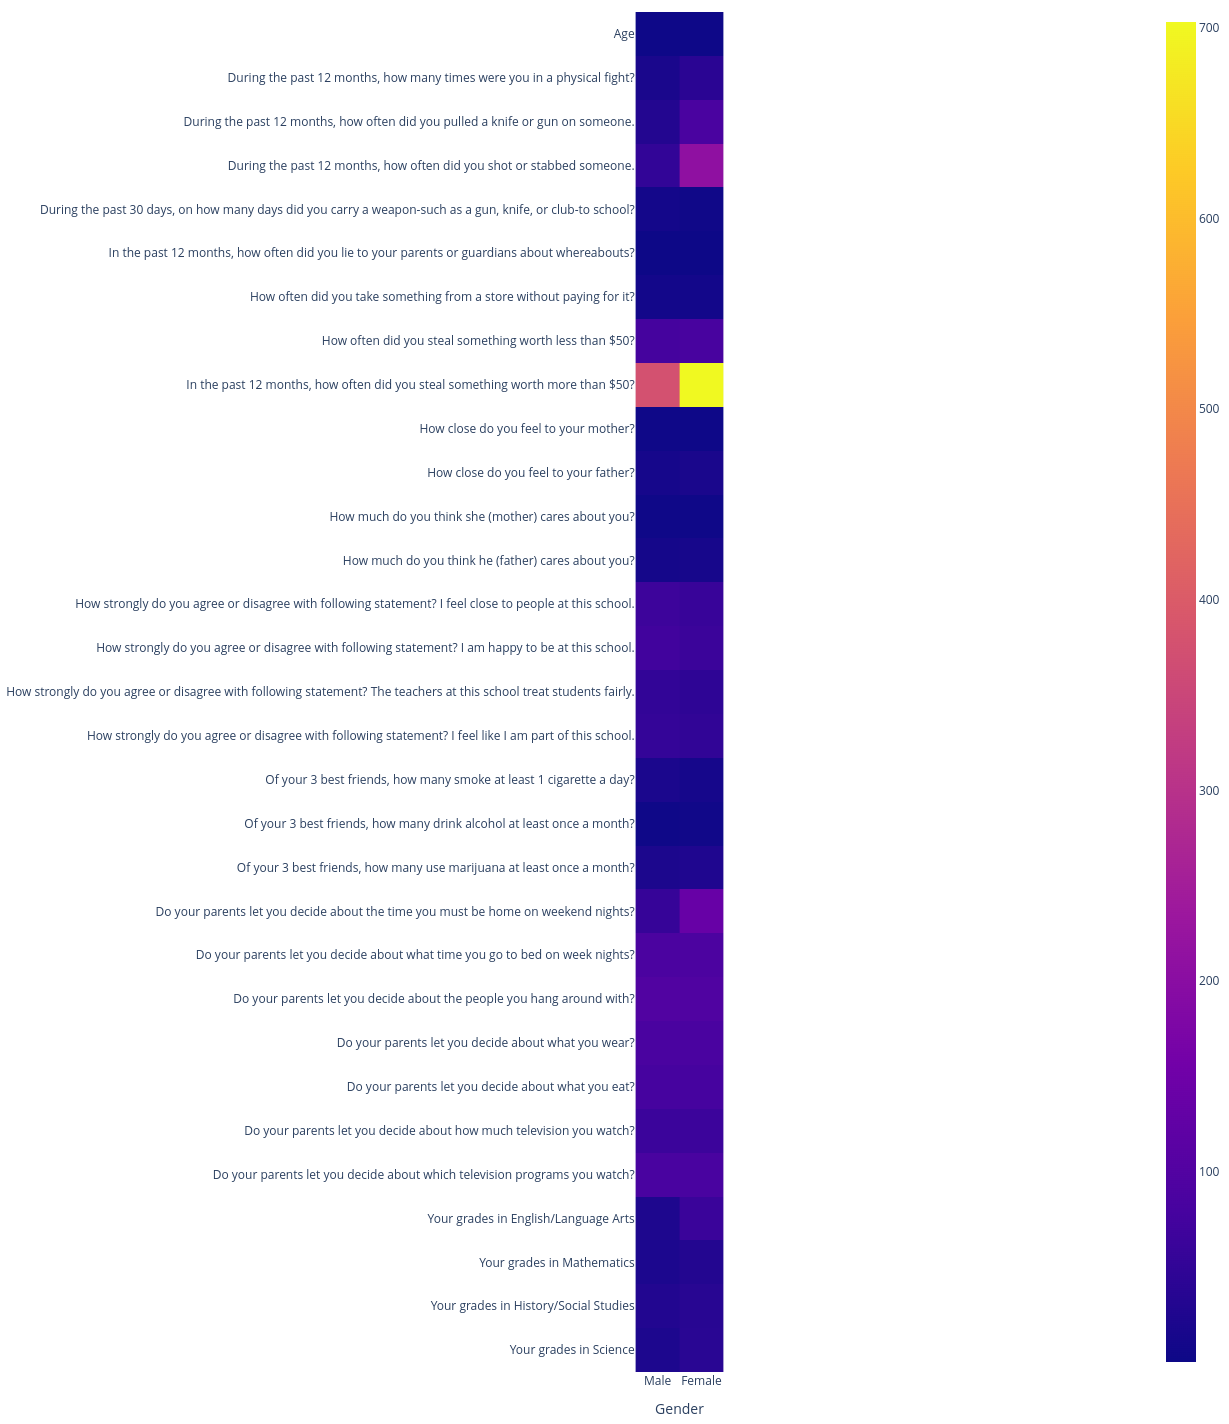 Age
During the past 12 months, how many times were you in a physical fight?
During the past 12 months, how often did you pulled a knife or gun on someone.
During the past 12 months, how often did you shot or stabbed someone.
During the past 30 days, on how many days did you carry a weapon-such as a gun, knife, or club-to school?
In the past 12 months, how often did you lie to your parents or guardians about whereabouts?
How often did you take something from a store without paying for it?
How often did you steal something worth less than $50?
In the past 12 months, how often did you steal something worth more than $50?
How close do you feel to your mother?
How close do you feel to your father?
How much do you think she (mother) cares about you?
How much do you think he (father) cares about you?
How strongly do you agree or disagree with following statement? I feel close to people at this school.
How strongly do you agree or disagree with following statement? I am happy to be at this school.
How strongly do you agree or disagree with following statement? The teachers at this school treat students fairly.
How strongly do you agree or disagree with following statement? I feel like I am part of this school.
Of your 3 best friends, how many smoke at least 1 cigarette a day?
Of your 3 best friends, how many drink alcohol at least once a month?
Of your 3 best friends, how many use marijuana at least once a month?
Do your parents let you decide about the time you must be home on weekend nights?
Do your parents let you decide about what time you go to bed on week nights?
Do your parents let you decide about the people you hang around with?
Do your parents let you decide about what you wear?
Do your parents let you decide about what you eat?
Do your parents let you decide about how much television you watch?
Do your parents let you decide about which television programs you watch?
Your grades in English/Language Arts
Your grades in Mathematics
Your grades in History/Social Studies
Your grades in Science
Male Female
Gender
700
600
500
400
300
200
100